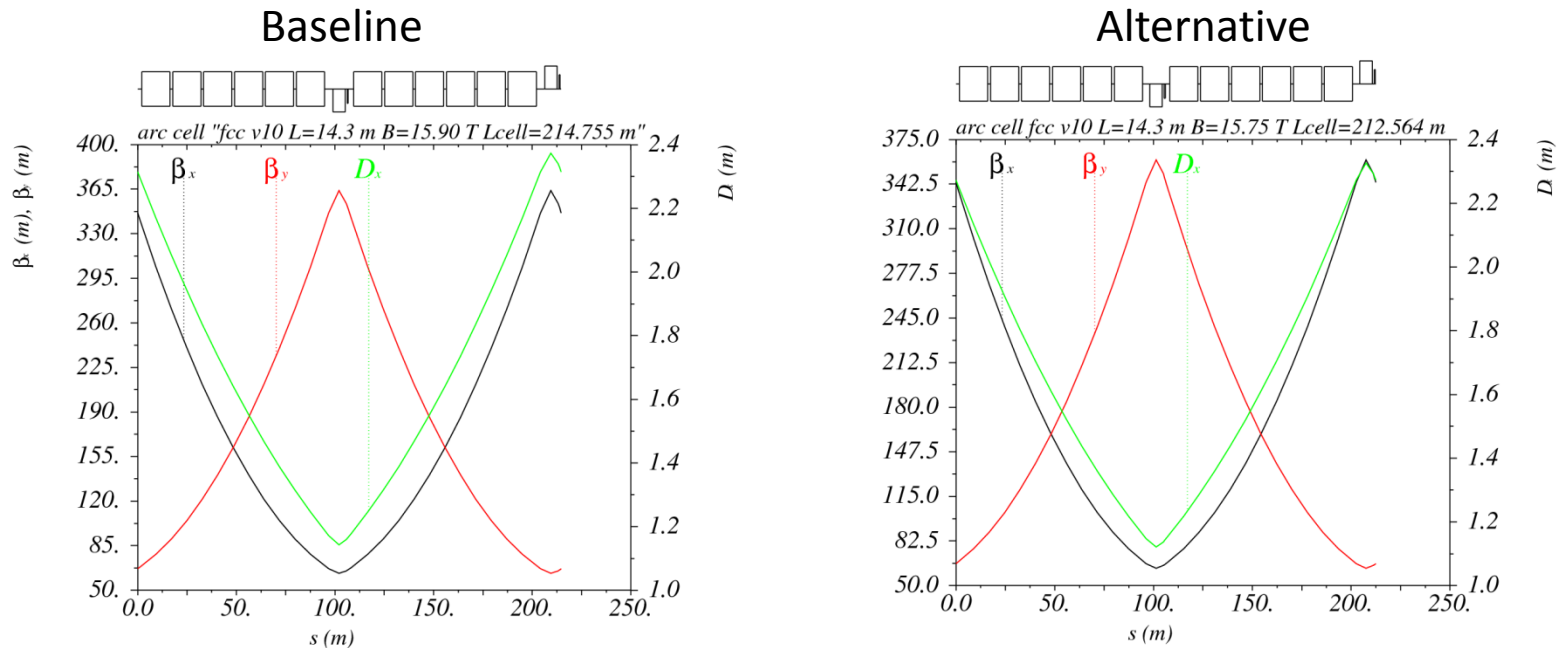 Baseline
arc cell "fcc v10 L=14.3 m B=15.90 T Lcell=214.755 m"
βx (m), βy (m)
400.
365.
330.
295.
260.
225.
190.
155.
120.
85.
50.
βx
βy
Dx
2.4
2.2
2.0
1.8
1.6
1.4
1.2
1.0
D (m)
0.0 50. 100. 150. 200. 250.
s (m)
Alternative
arc cell fcc v10 L=14.3 m B=15.75 T Lcell=212.564 m
375.0
342.5
310.0
277.5
245.0
212.5
180.0
147.5
115.0
82.5
50.0
βx
βy
Dx
2.4
2.2
2.0
1.8
1.6
1.4
1.2
1.0
D (m)
0.0 50. 100. 150. 200. 250.
s (m)